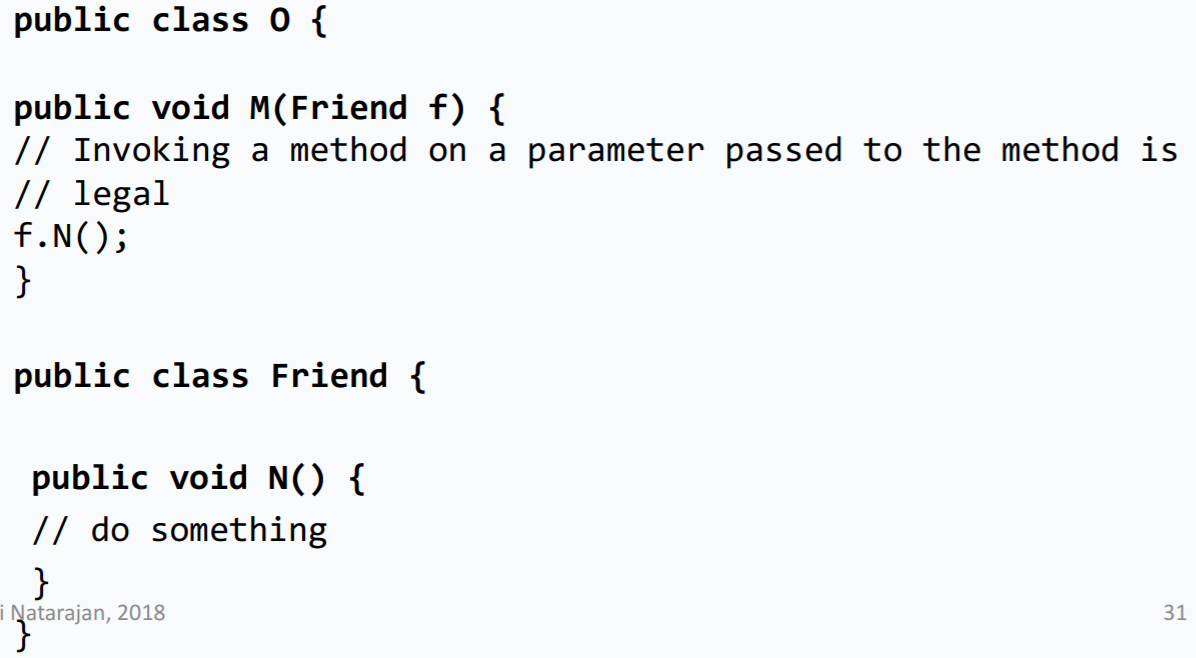 public class O {
public void M(Friend f) {
// Invoking a method on a parameter passed to the method is
// legal
f.N();
}
public class Friend {
public void N() {
// do something
}
i Natarajan, 2018
31
}